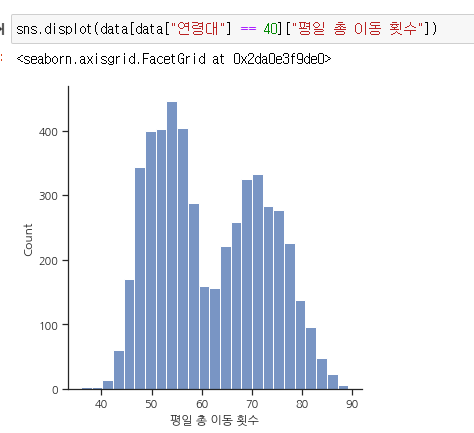 sns.displot(data[data["연령대"] == 40]["평일 총 이동 횟수"])
<seaborn.axisgrid.FacetGrid at 0x2da0e3f9de0>
400
300
200
100
0
Count
40 50 60 70 80 90
평일 총 이동 횟수